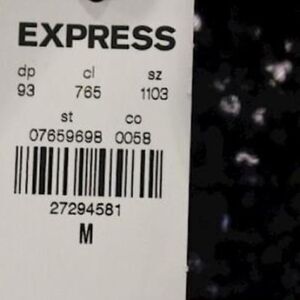 EXPRESS
dp cl sz
93 765 1103
st co
07659698 0058
27294581
M